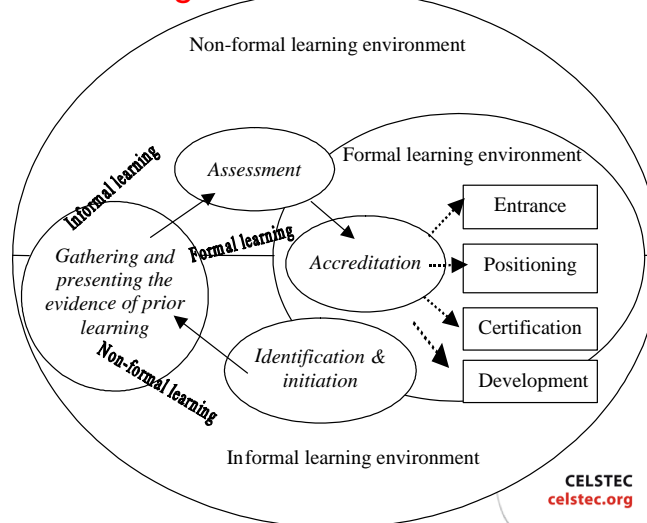 Non-formal learning environment
Informal learning
Assessment
Formal learning environment
Entrance
Formal learning
Gathering and
presenting the
evidence of prior
learning
Accreditation
Positioning
Certification
Non-formal learning
Identification &
initiation
Development
Informal learning environment
CELSTEC
celstec.org